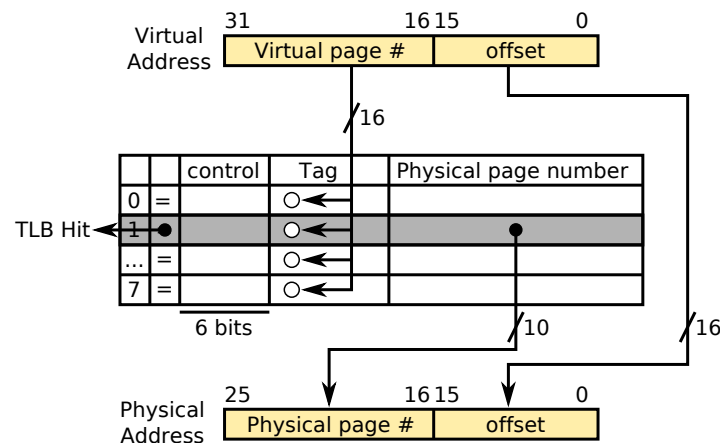 31 16 15 0
Virtual Address
Virtual page # offset
16
control Tag Physical page number
0 =
TLB Hit 1
... =
7 =
6 bits
10
16
25 16 15 0
Physical Address
Physical page # offset